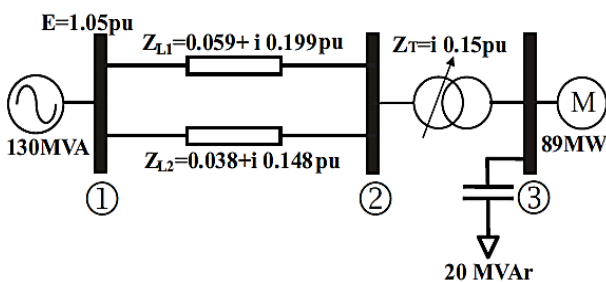 E=1.05pu
ZL1=0.059+ i 0.199pu
ZT=i 0.15pu
M
130MVA
ZL2=0.038+i 0.148pu
89MW
①
②
③
20 MVAr